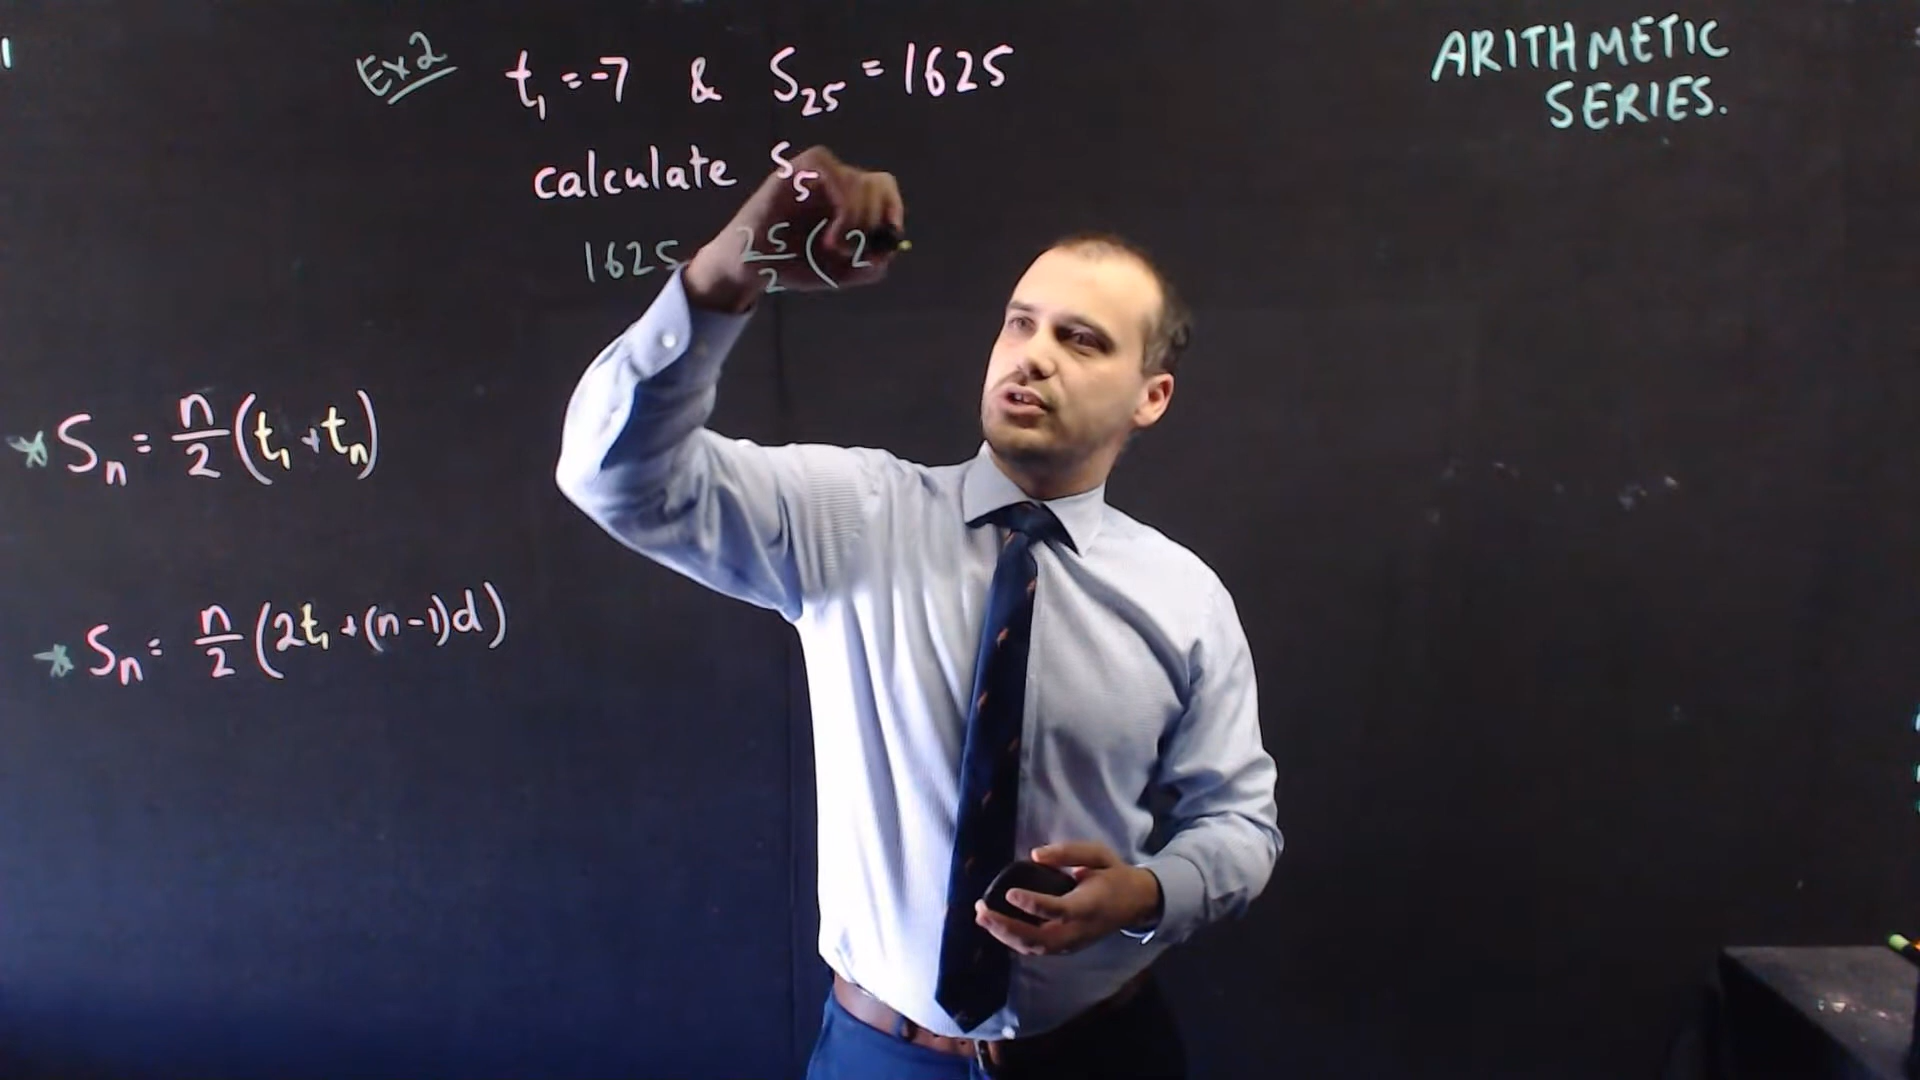 Ex2 t₁ = -7 & S₂₅ = 1625
ARITHMETIC
SERIES.
calculate S₅
1625 25/2 (2
* Sₙ = n/2 (t₁ + tₙ)
* Sₙ = n/2 (2t₁ + (n-1)d)